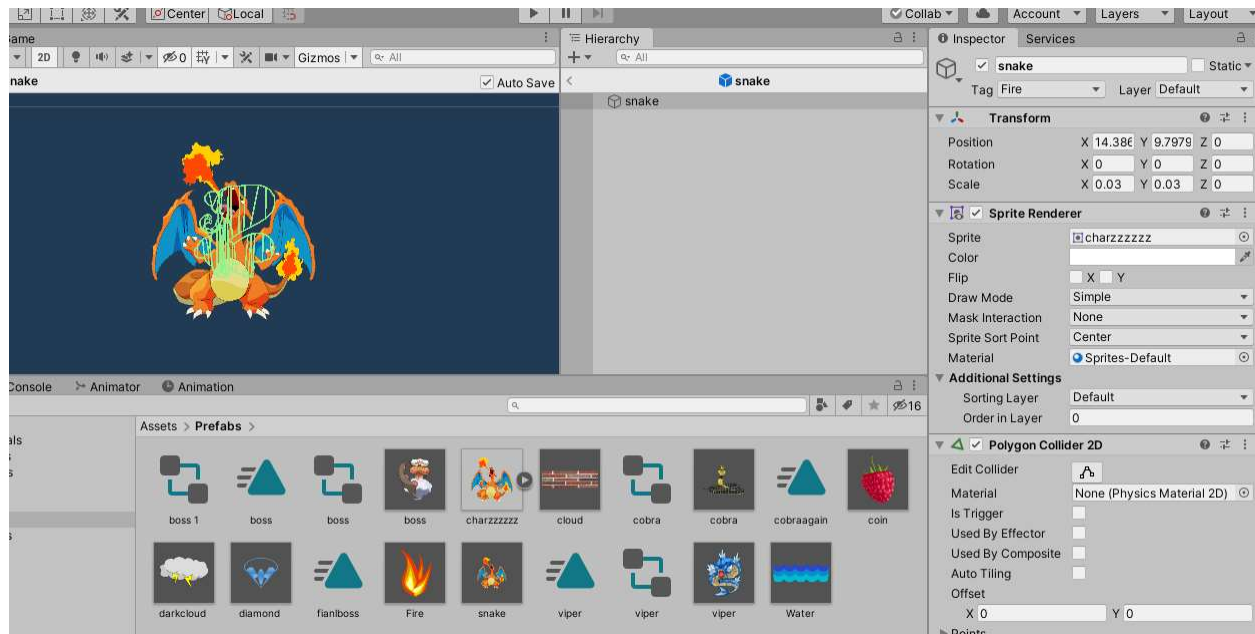 Center Local Collab Account Layers Layout
ame
2D 0 Gizmos All
nake Auto Save
Hierarchy
All
snake
snake
Inspector Services
snake Static
Tag Fire Layer Default
Transform
Position X 14.386 Y 9.7979 Z 0
Rotation X 0 Y 0 Z 0
Scale X 0.03 Y 0.03 Z 0
Sprite Renderer
Sprite charzzzzzz
Color
Flip X Y
Draw Mode Simple
Mask Interaction None
Sprite Sort Point Center
Material Sprites-Default
Additional Settings
Sorting Layer Default
Order in Layer 0
Polygon Collider 2D
Edit Collider
Material None (Physics Material 2D)
Is Trigger
Used By Effector
Used By Composite
Auto Tiling
Offset
X 0 Y 0
Points
Console Animator Animation
16
als
s
s
s
Assets > Prefabs >
boss 1 boss boss boss charzzzzzz cloud cobra cobra cobraagain coin
darkcloud diamond fianlboss Fire snake viper viper viper Water